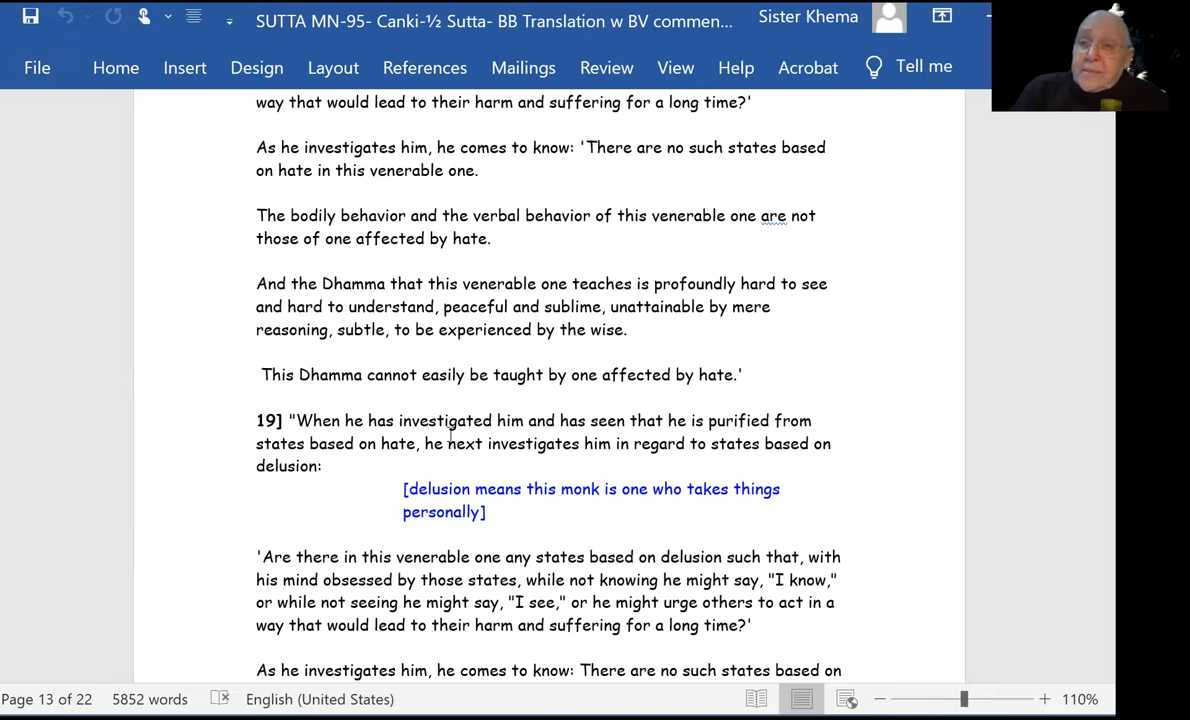 SUTTA MN-95- Canki-½ Sutta- BB Translation w BV commen...
Sister Khema
File Home Insert Design Layout References Mailings Review View Help Acrobat Tell me
way that would lead to their harm and suffering for a long time?'
As he investigates him, he comes to know: 'There are no such states based
on hate in this venerable one.
The bodily behavior and the verbal behavior of this venerable one are not
those of one affected by hate.
And the Dhamma that this venerable one teaches is profoundly hard to see
and hard to understand, peaceful and sublime, unattainable by mere
reasoning, subtle, to be experienced by the wise.
This Dhamma cannot easily be taught by one affected by hate.'
19] "When he has investigated him and has seen that he is purified from
states based on hate, he next investigates him in regard to states based on
delusion:
[delusion means this monk is one who takes things
personally]
'Are there in this venerable one any states based on delusion such that, with
his mind obsessed by those states, while not knowing he might say, "I know,"
or while not seeing he might say, "I see," or he might urge others to act in a
way that would lead to their harm and suffering for a long time?'
As he investigates him, he comes to know: There are no such states based on
Page 13 of 22 5852 words English (United States) 110%